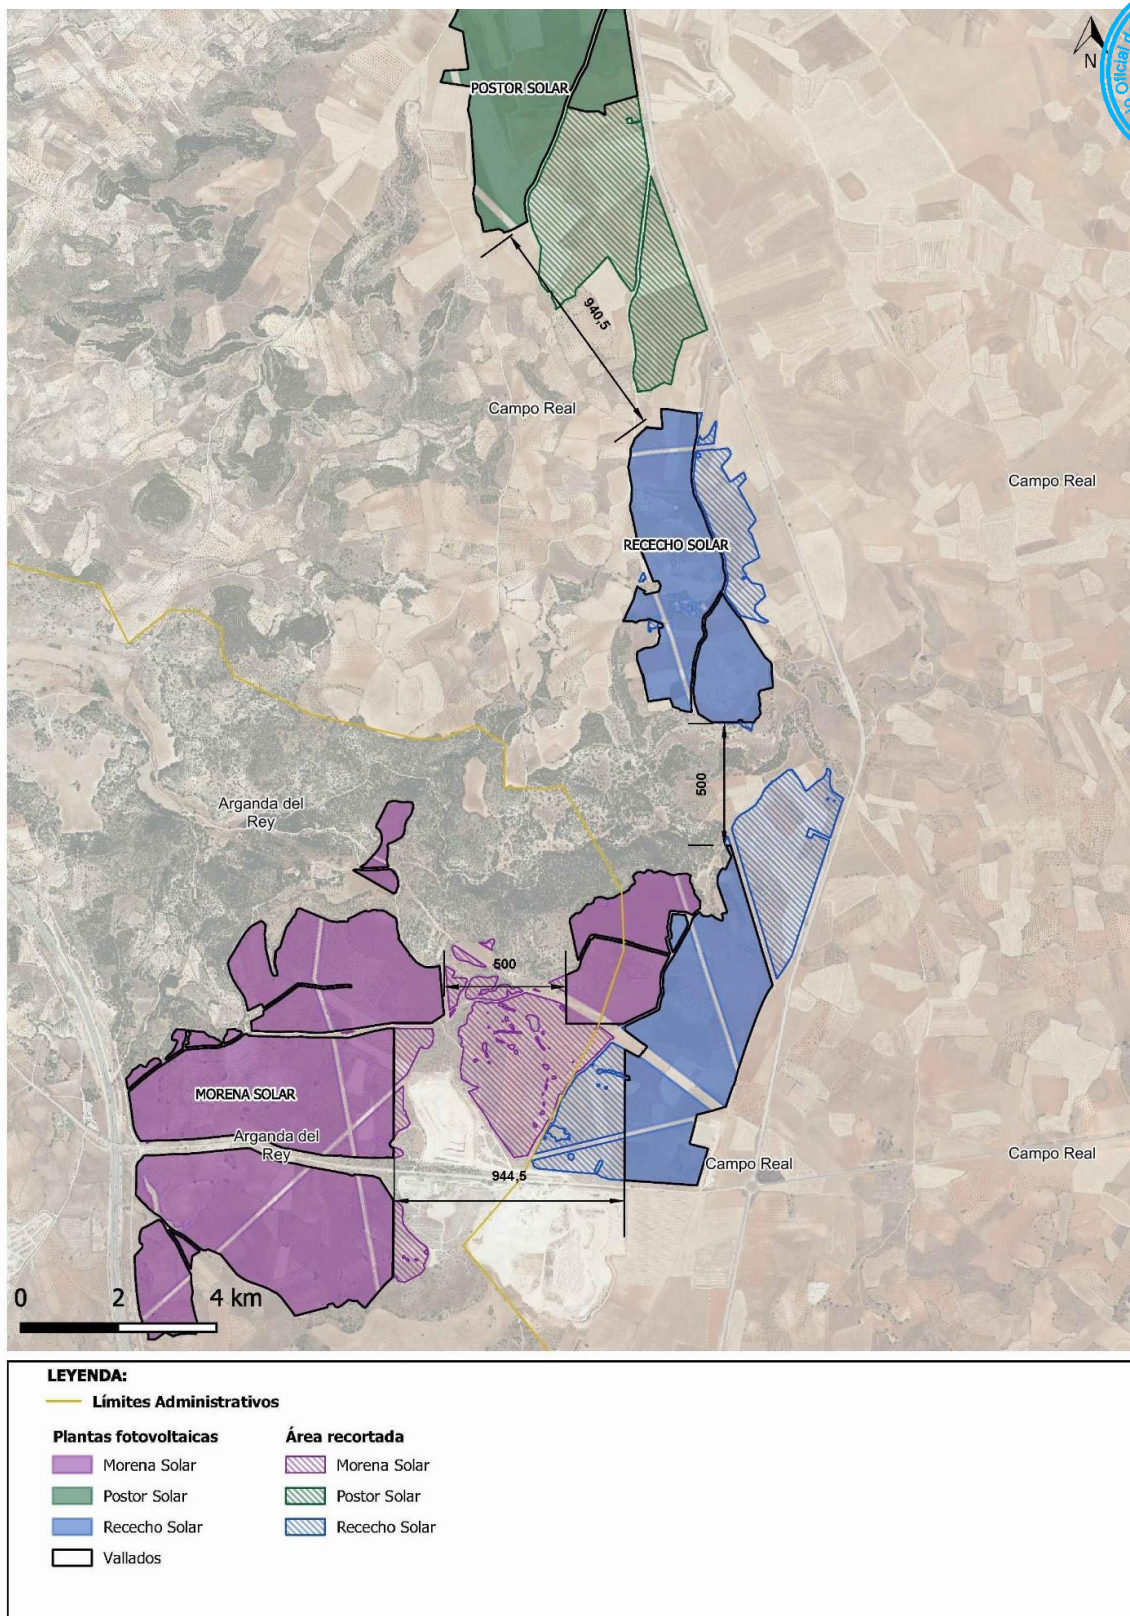 N
o Oficial d
POSTOR SOLAR
940,5
Campo Real
Campo Real
RECECHO SOLAR
500
Arganda del
Rey
500
MORENA SOLAR
Arganda del
Rey
Campo Real
Campo Real
944,5
0 2 4 km
LEYENDA:
Límites Administrativos
Plantas fotovoltaicas
Morena Solar
Postor Solar
Rececho Solar
Vallados
Área recortada
Morena Solar
Postor Solar
Rececho Solar